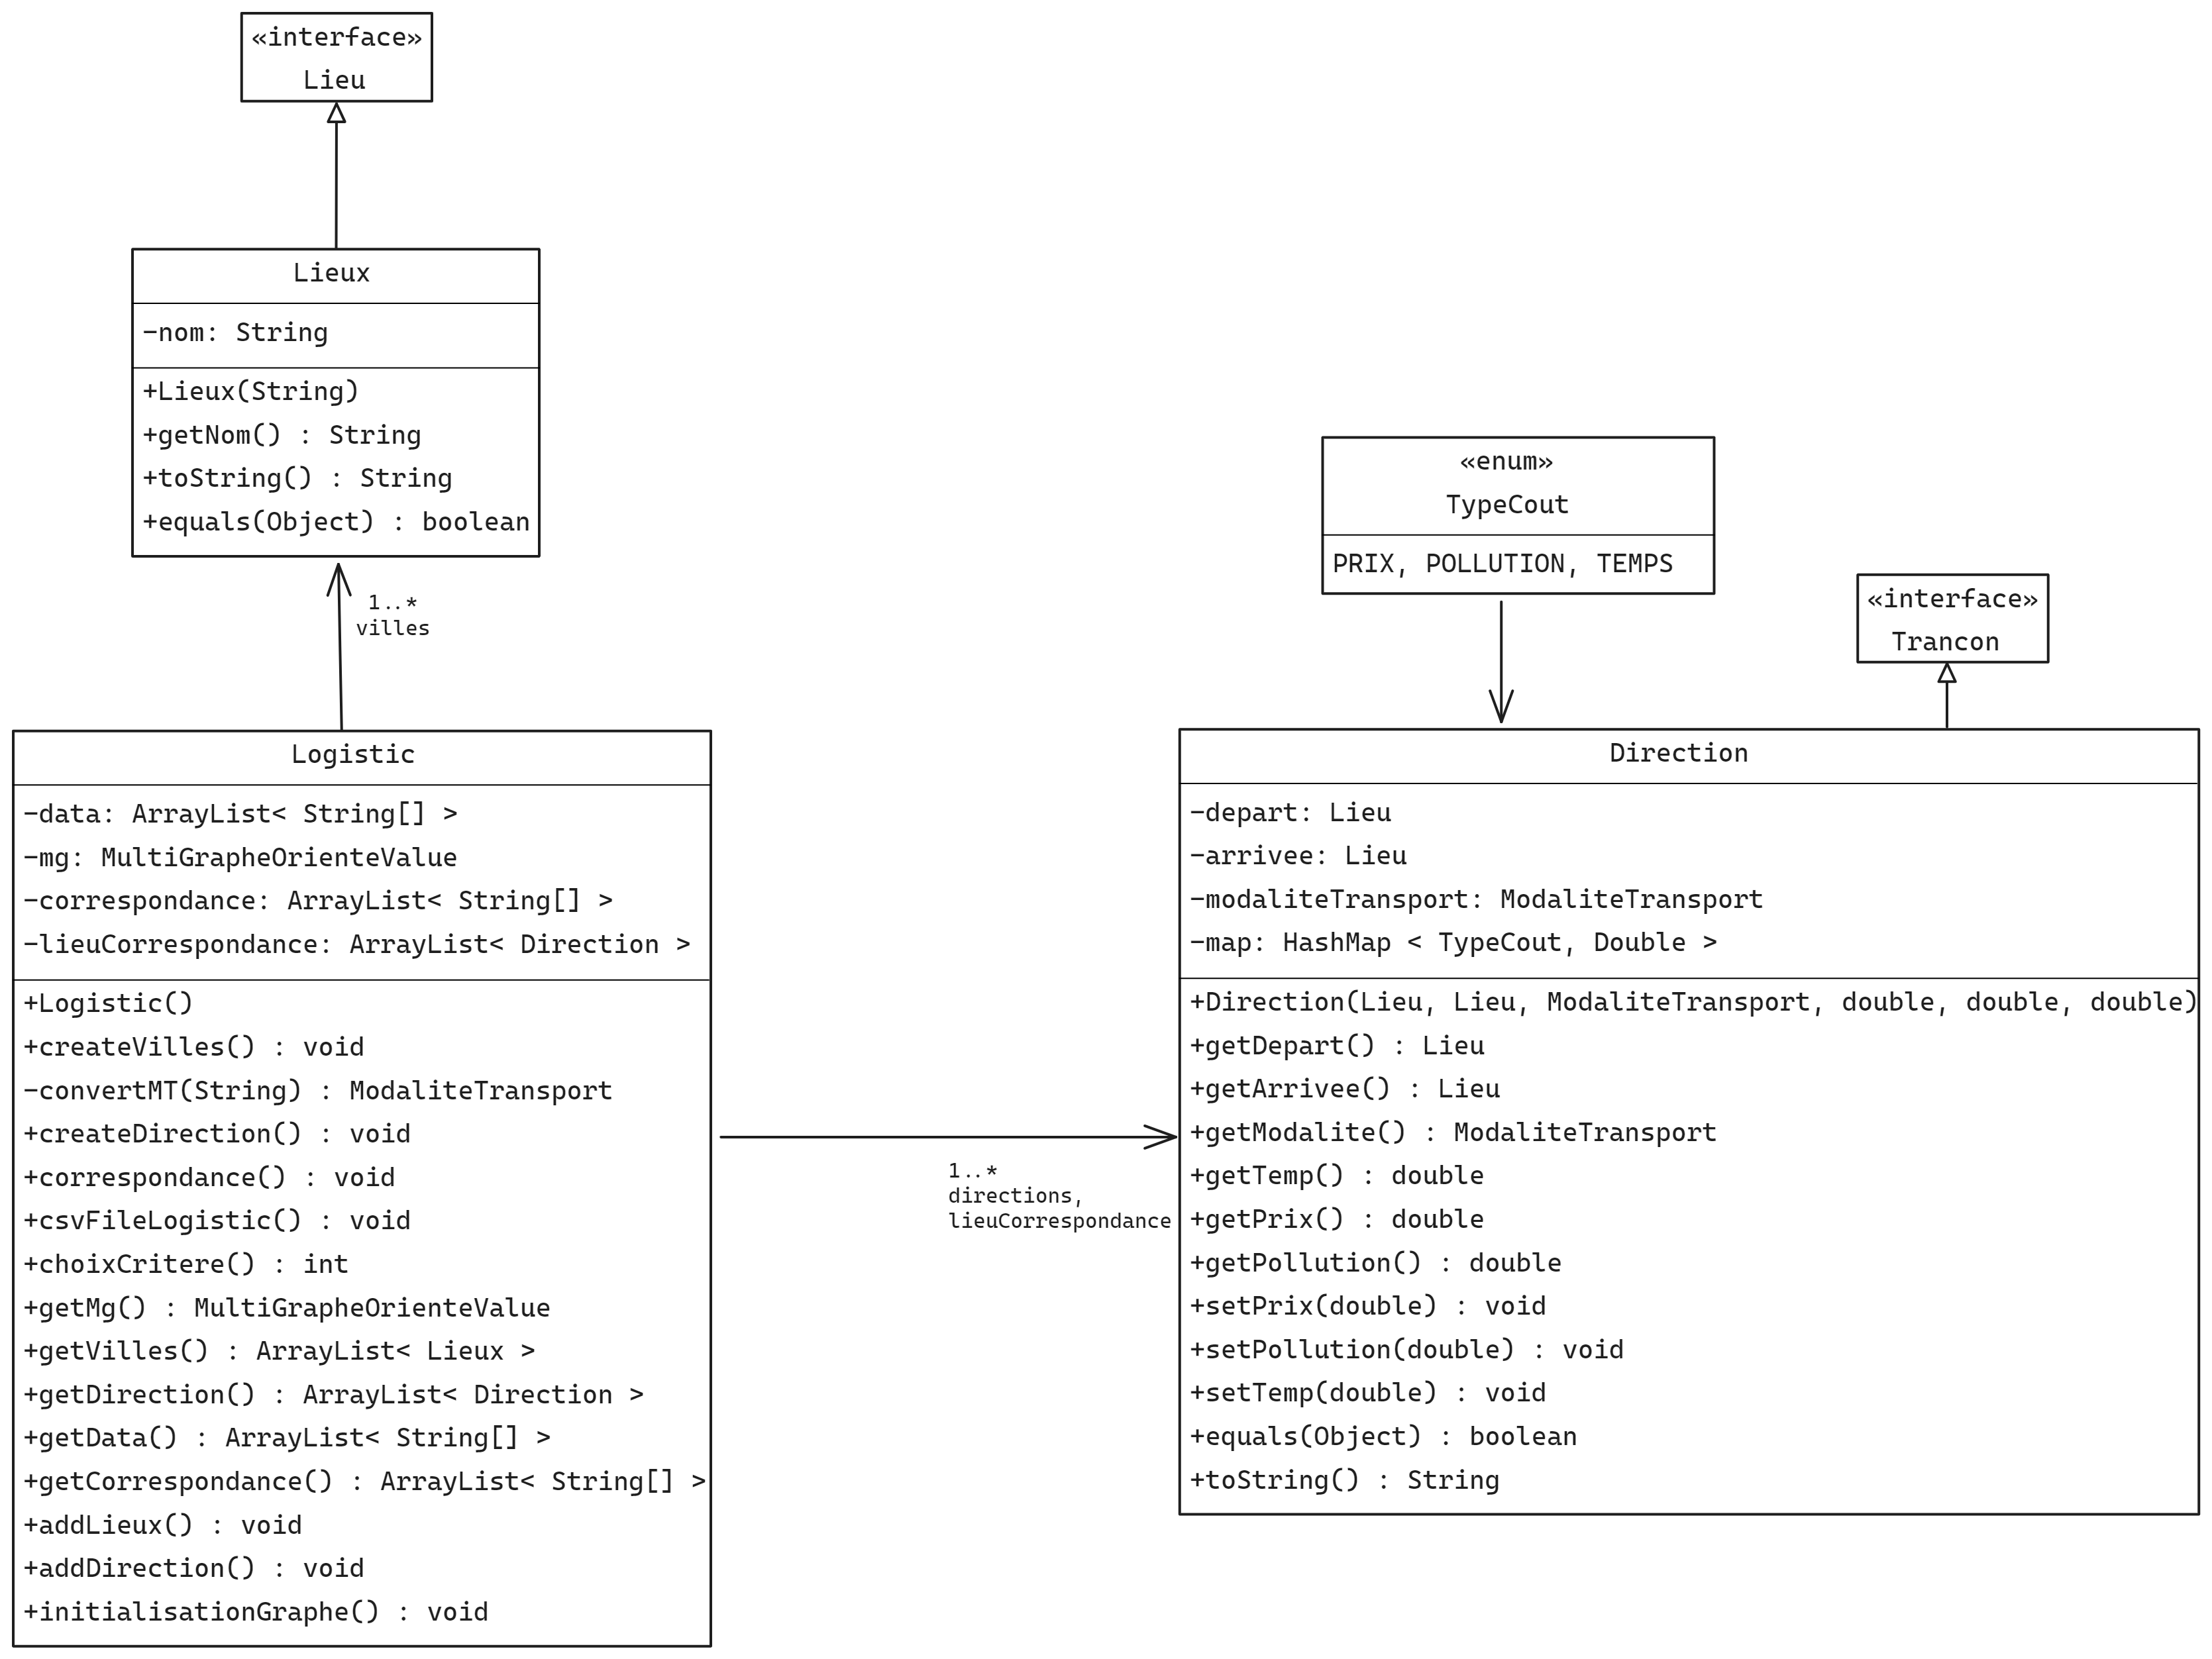 «interface»
Lieu
Lieux
-nom: String
+Lieux(String)
+getNom() : String
+toString() : String
+equals(Object) : boolean
1..*
villes
«enum»
TypeCout
PRIX, POLLUTION, TEMPS
«interface»
Trancon
Logistic
-data: ArrayList< String[] >
-mg: MultiGrapheOrienteValue
-correspondance: ArrayList< String[] >
-lieuCorrespondance: ArrayList< Direction >
+Logistic()
+createVilles() : void
-convertMT(String) : ModaliteTransport
+createDirection() : void
+correspondance() : void
+csvFileLogistic() : void
+choixCritere() : int
+getMg() : MultiGrapheOrienteValue
+getVilles() : ArrayList< Lieux >
+getDirection() : ArrayList< Direction >
+getData() : ArrayList< String[] >
+getCorrespondance() : ArrayList< String[] >
+addLieux() : void
+addDirection() : void
+initialisationGraphe() : void
1..*
directions,
lieuCorrespondance
Direction
-depart: Lieu
-arrivee: Lieu
-modaliteTransport: ModaliteTransport
-map: HashMap < TypeCout, Double >
+Direction(Lieu, Lieu, ModaliteTransport, double, double, double)
+getDepart() : Lieu
+getArrivee() : Lieu
+getModalite() : ModaliteTransport
+getTemp() : double
+getPrix() : double
+getPollution() : double
+setPrix(double) : void
+setPollution(double) : void
+setTemp(double) : void
+equals(Object) : boolean
+toString() : String